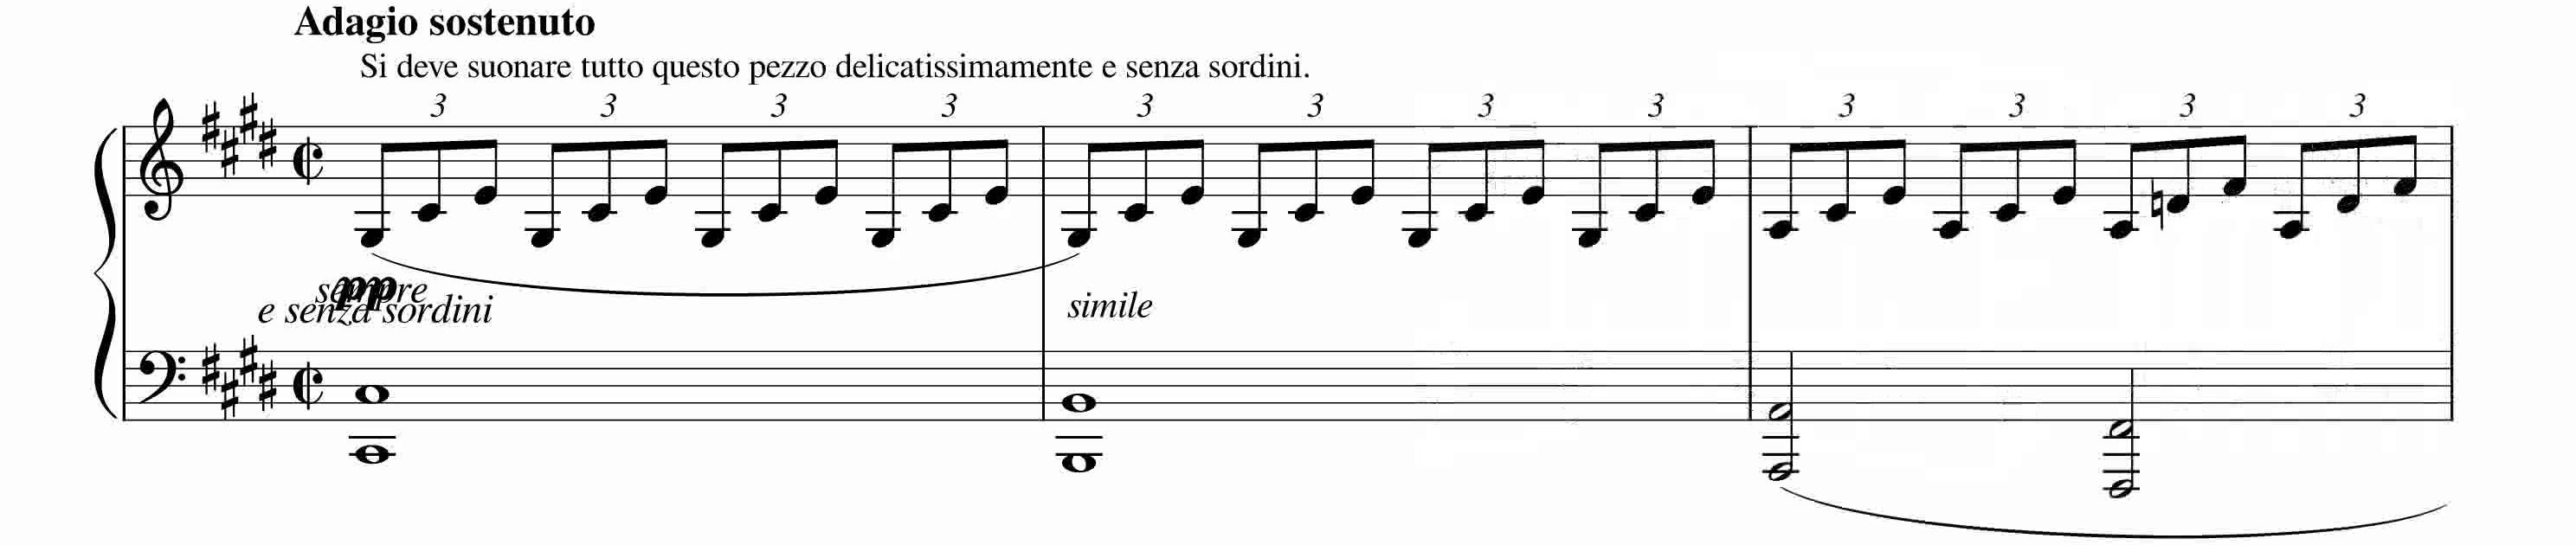 Adagio sostenuto
Si deve suonare tutto questo pezzo delicatissimamente e senza sordini.
3 3 3 3 3 3 3 3 3 3 3 3
sempre pp
e senza sordini
simile